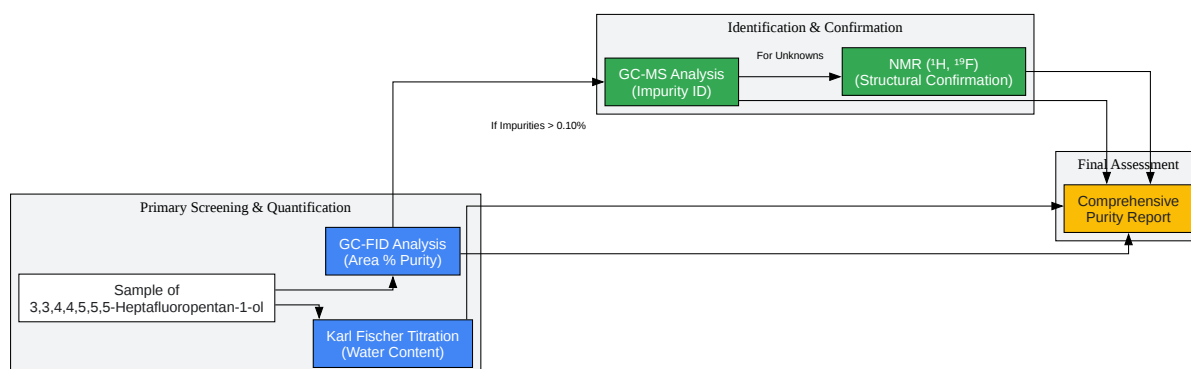 Identification & Confirmation
For Unknowns
GC-MS Analysis
(Impurity ID)
NMR (¹H, ¹⁹F)
(Structural Confirmation)
If Impurities > 0.10%
Final Assessment
Comprehensive
Purity Report
Primary Screening & Quantification
GC-FID Analysis
(Area % Purity)
Sample of
3,3,4,4,5,5,5-Heptafluoropentan-1-ol
Karl Fischer Titration
(Water Content)